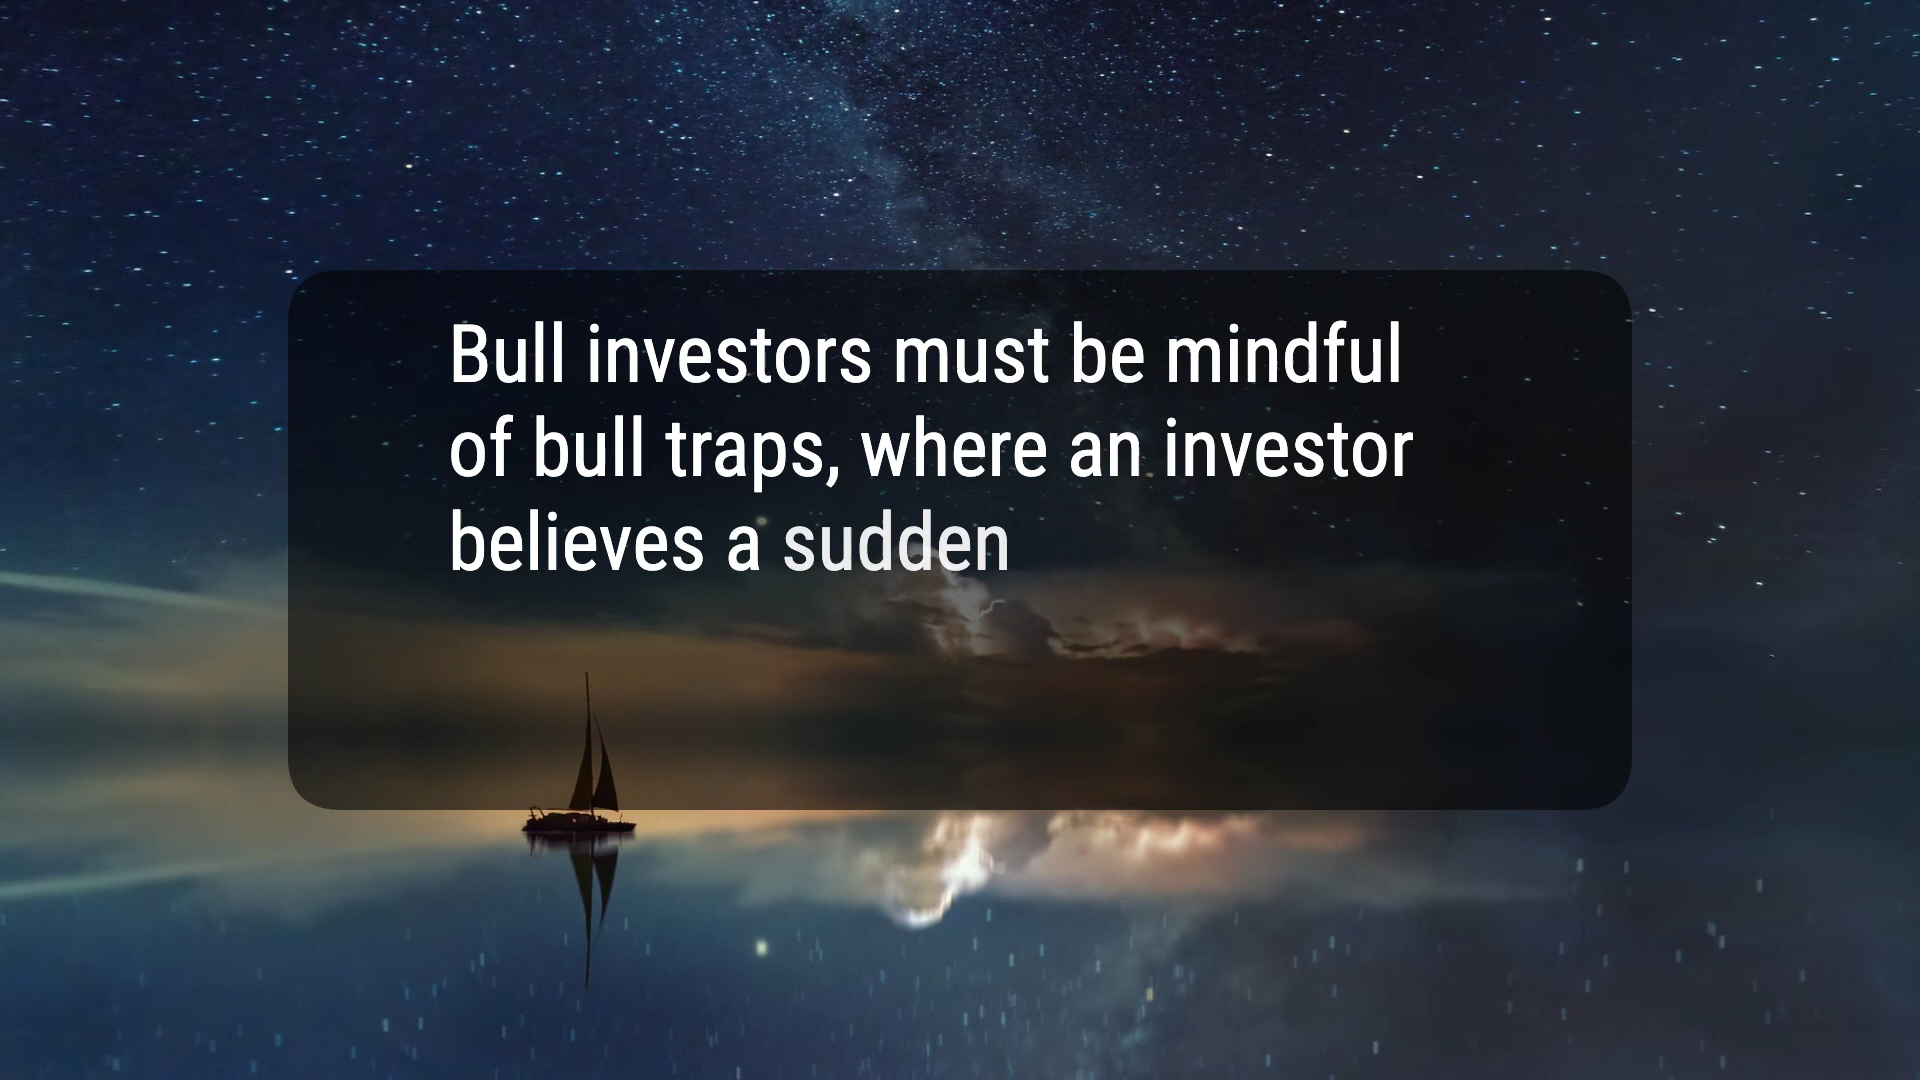 Bull investors must be mindful
of bull traps, where an investor
believes a sudden